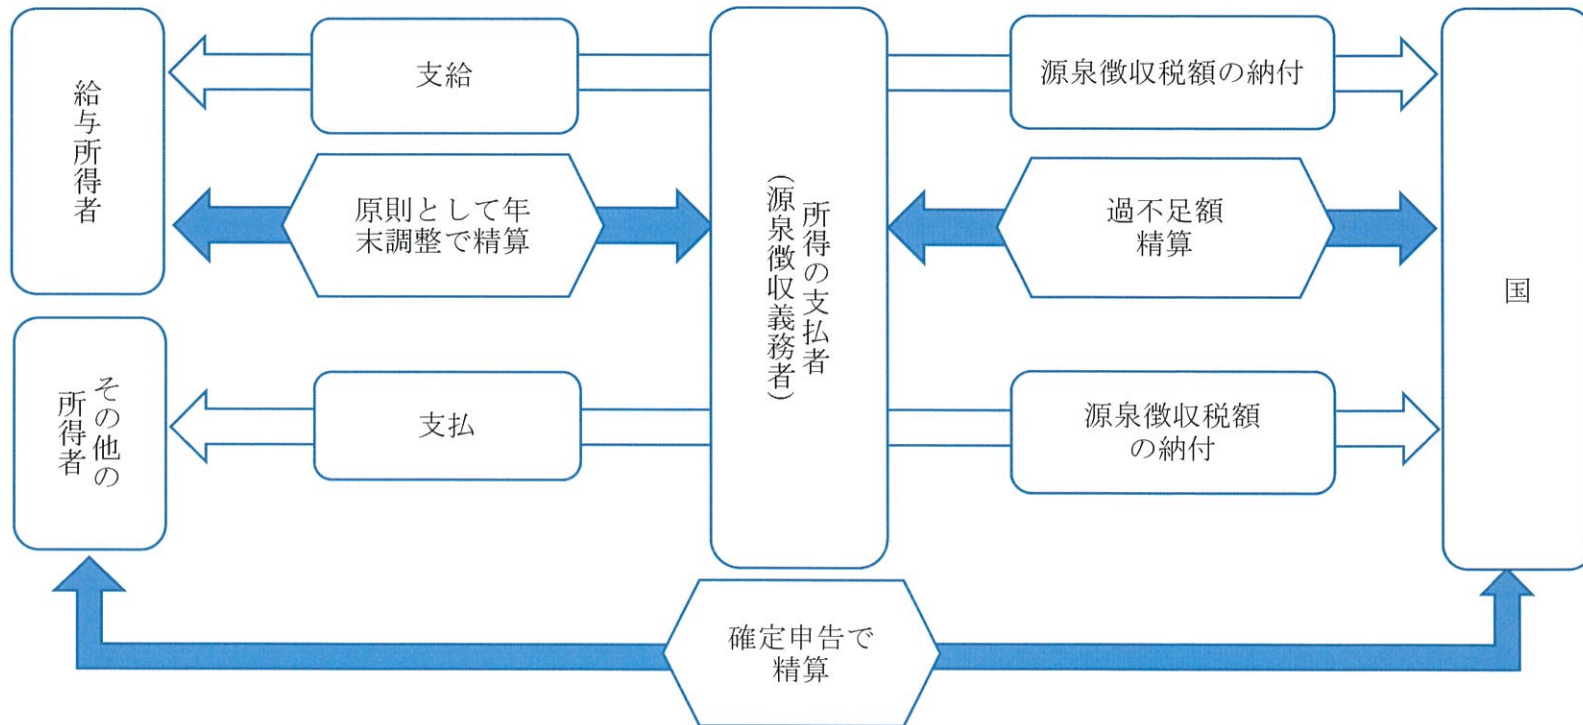 給与所得者
支給
源泉徴収税額の納付
原則として年
末調整で精算
所得の支払者
(源泉徴収義務者)
過不足額
精算
国
その他の
所得者
支払
源泉徴収税額
の納付
確定申告で
精算